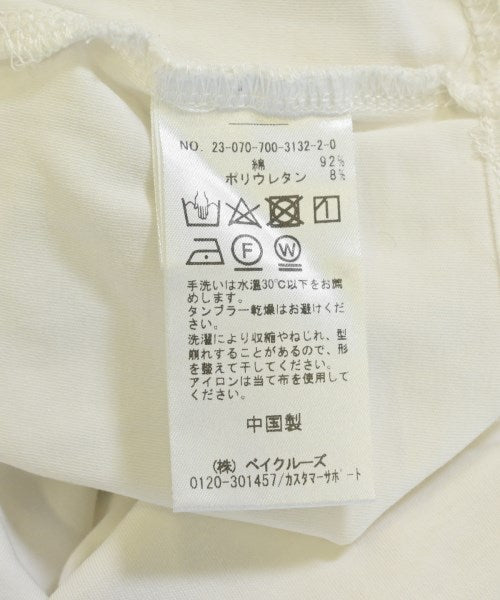 NO. 23-070-700-3132-2-0
綿 92%
ポリウレタン 8%
F W
手洗いは水温30℃以下をお薦
めします。
タンブラー乾燥はお避けくだ
さい。
洗濯により収縮やねじれ、型
崩れすることがあるので、形
を整えて干してください。
アイロンは当て布を使用して
ください。
中国製
(株) ベイクルーズ
0120-301457/カスタマーサポート